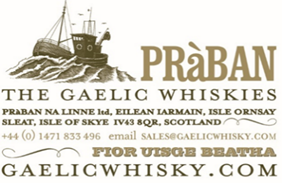 PRàBAN
THE GAELIC WHISKIES
PRàBAN NA LINNE ltd, EILEAN IARMAIN, ISLE ORNSAY
SLEAT, ISLE OF SKYE IV43 8QR, SCOTLAND
+44 (0) 1471 833 496 email SALES@GAELICWHISKY.COM
FIOR UISGE BEATHA
GAELICWHISKY.COM